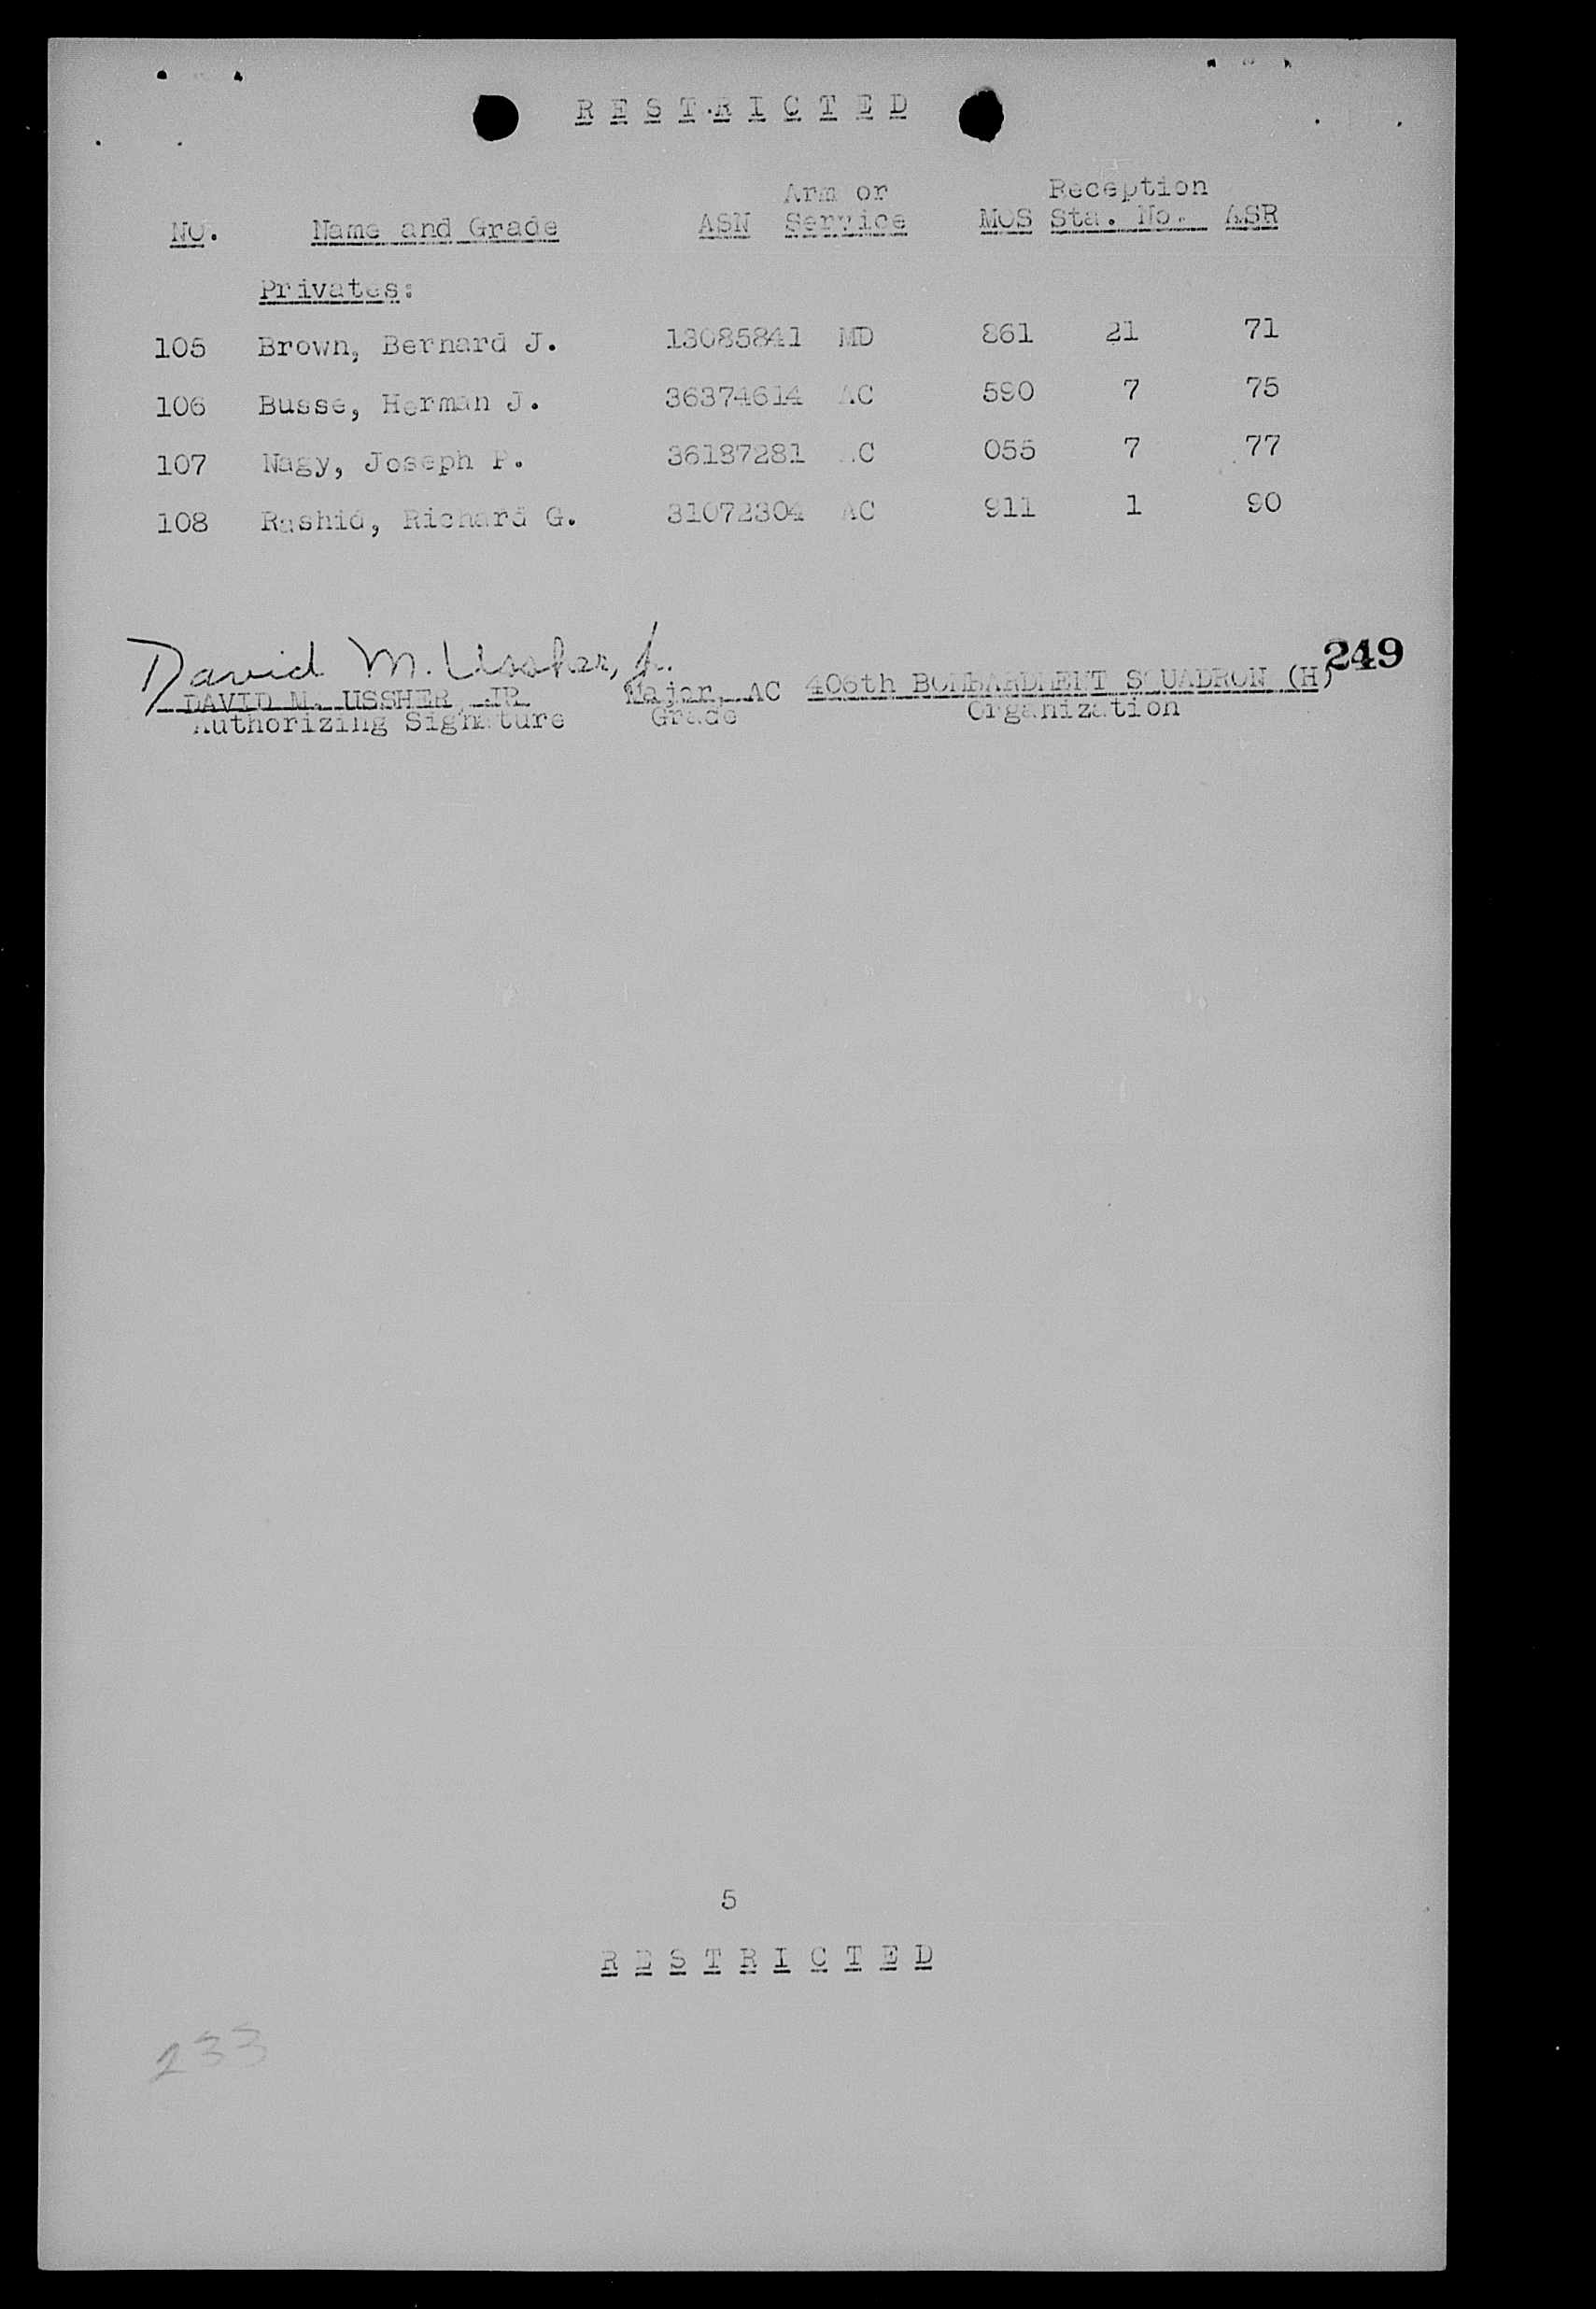 R E S T R I C T E D
Arm or Reception
NO. Name and Grade ASN Service MOS Sta. No. ASR
Privates:
105 Brown, Bernard J. 13085841 MD 861 21 71
106 Busse, Herman J. 36374614 AC 590 7 75
107 Nagy, Joseph P. 36187281 AC 055 7 77
108 Rashid, Richard G. 31072304 AC 911 1 90
David M. Ussher, Jr.
249
DAVID M. USSHER, JR. Major, AC 406th BOMBARDMENT SQUADRON (H)
Authorizing Signature Grade Organization
5
R E S T R I C T E D
233